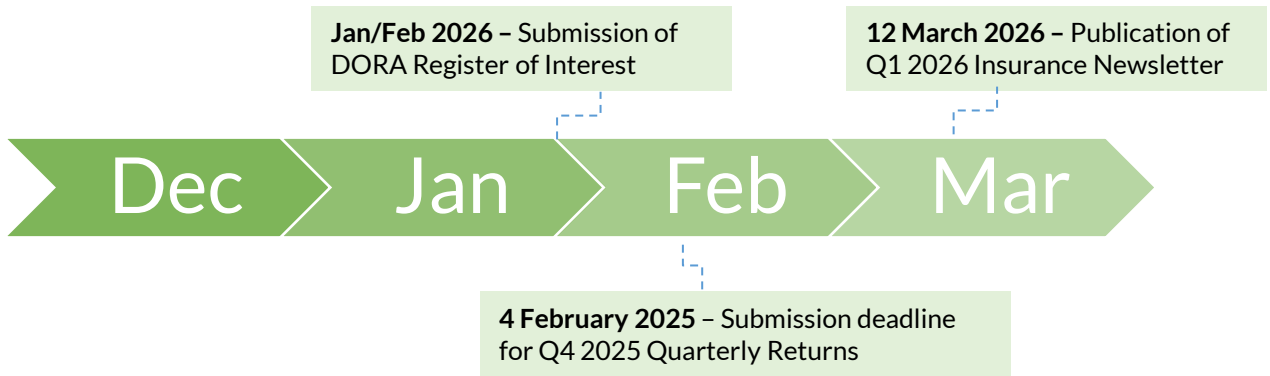 Jan/Feb 2026 – Submission of
DORA Register of Interest
12 March 2026 – Publication of
Q1 2026 Insurance Newsletter
Dec
Jan
Feb
Mar
4 February 2025 – Submission deadline
for Q4 2025 Quarterly Returns